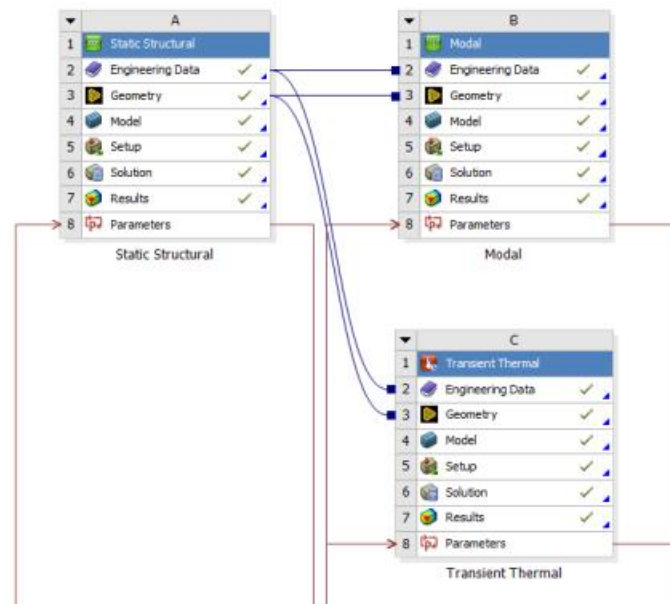 A
1 Static Structural
2 Engineering Data
3 Geometry
4 Model
5 Setup
6 Solution
7 Results
8 Parameters
Static Structural
B
1 Modal
2 Engineering Data
3 Geometry
4 Model
5 Setup
6 Solution
7 Results
8 Parameters
Modal
C
1 Transient Thermal
2 Engineering Data
3 Geometry
4 Model
5 Setup
6 Solution
7 Results
8 Parameters
Transient Thermal